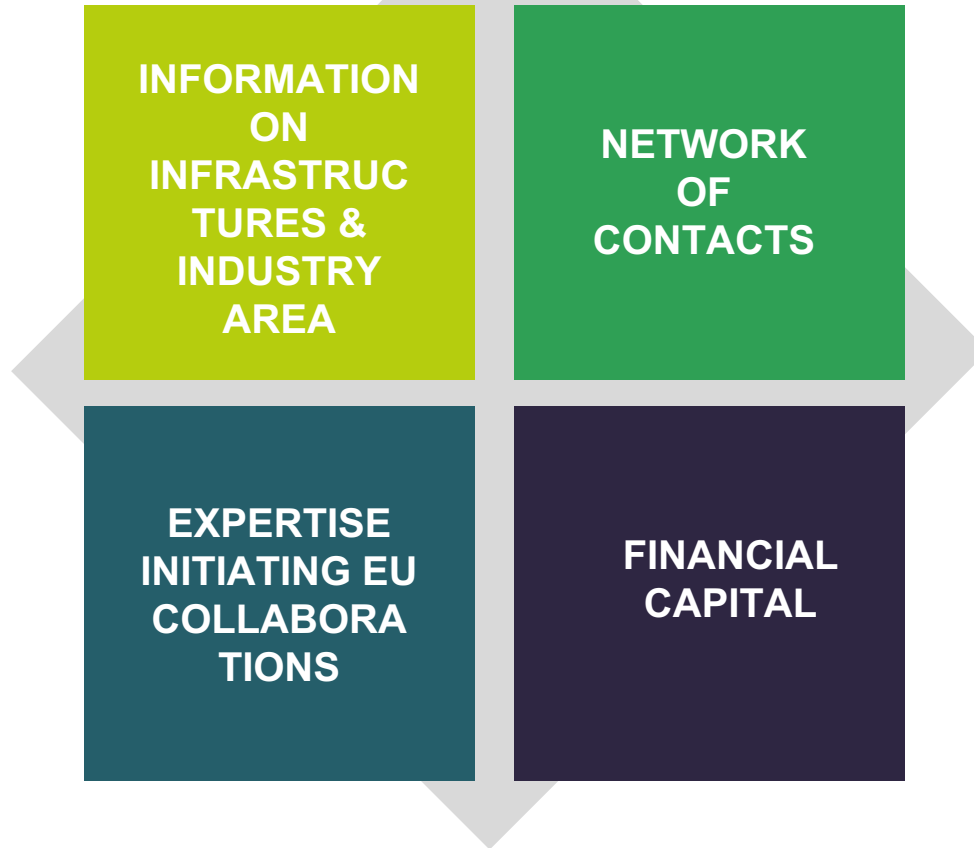 INFORMATION
ON
INFRASTRUC
TURES &
INDUSTRY
AREA
NETWORK
OF
CONTACTS
EXPERTISE
INITIATING EU
COLLABORA
TIONS
FINANCIAL
CAPITAL